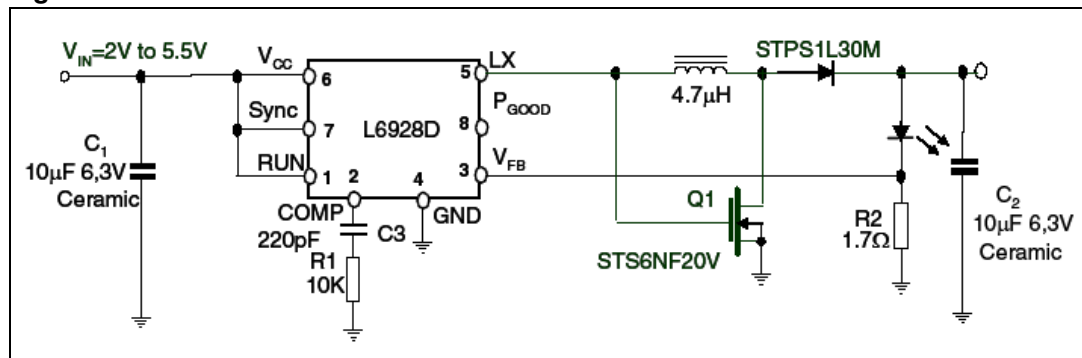 V_IN=2V to 5.5V
V_CC
6
Sync
7
RUN
1
2
COMP
4
GND
L6928D
5
LX
P_GOOD
8
3
V_FB
C_1
10µF 6,3V
Ceramic
220pF
C3
R1
10K
4.7µH
STPS1L30M
Q1
STS6NF20V
R2
1.7Ω
C_2
10µF 6,3V
Ceramic